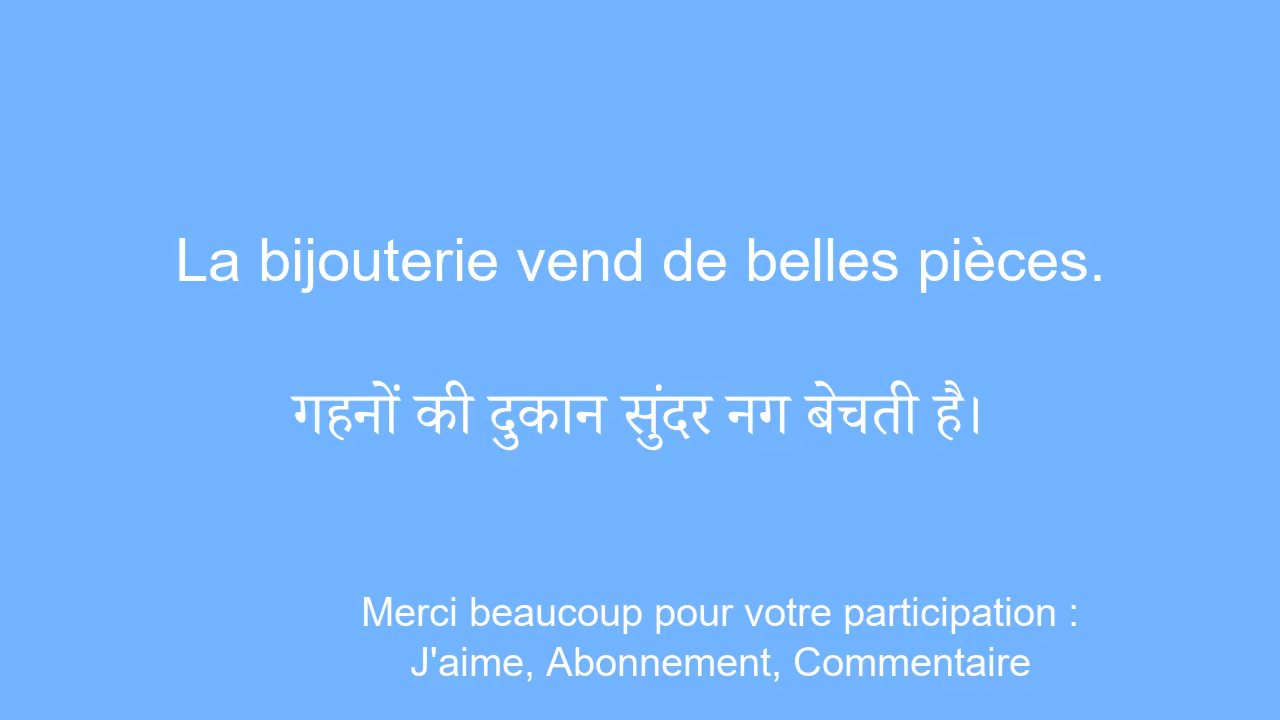 La bijouterie vend de belles pièces.
गहनों की दुकान सुंदर नग बेचती है।
Merci beaucoup pour votre participation :
J'aime, Abonnement, Commentaire